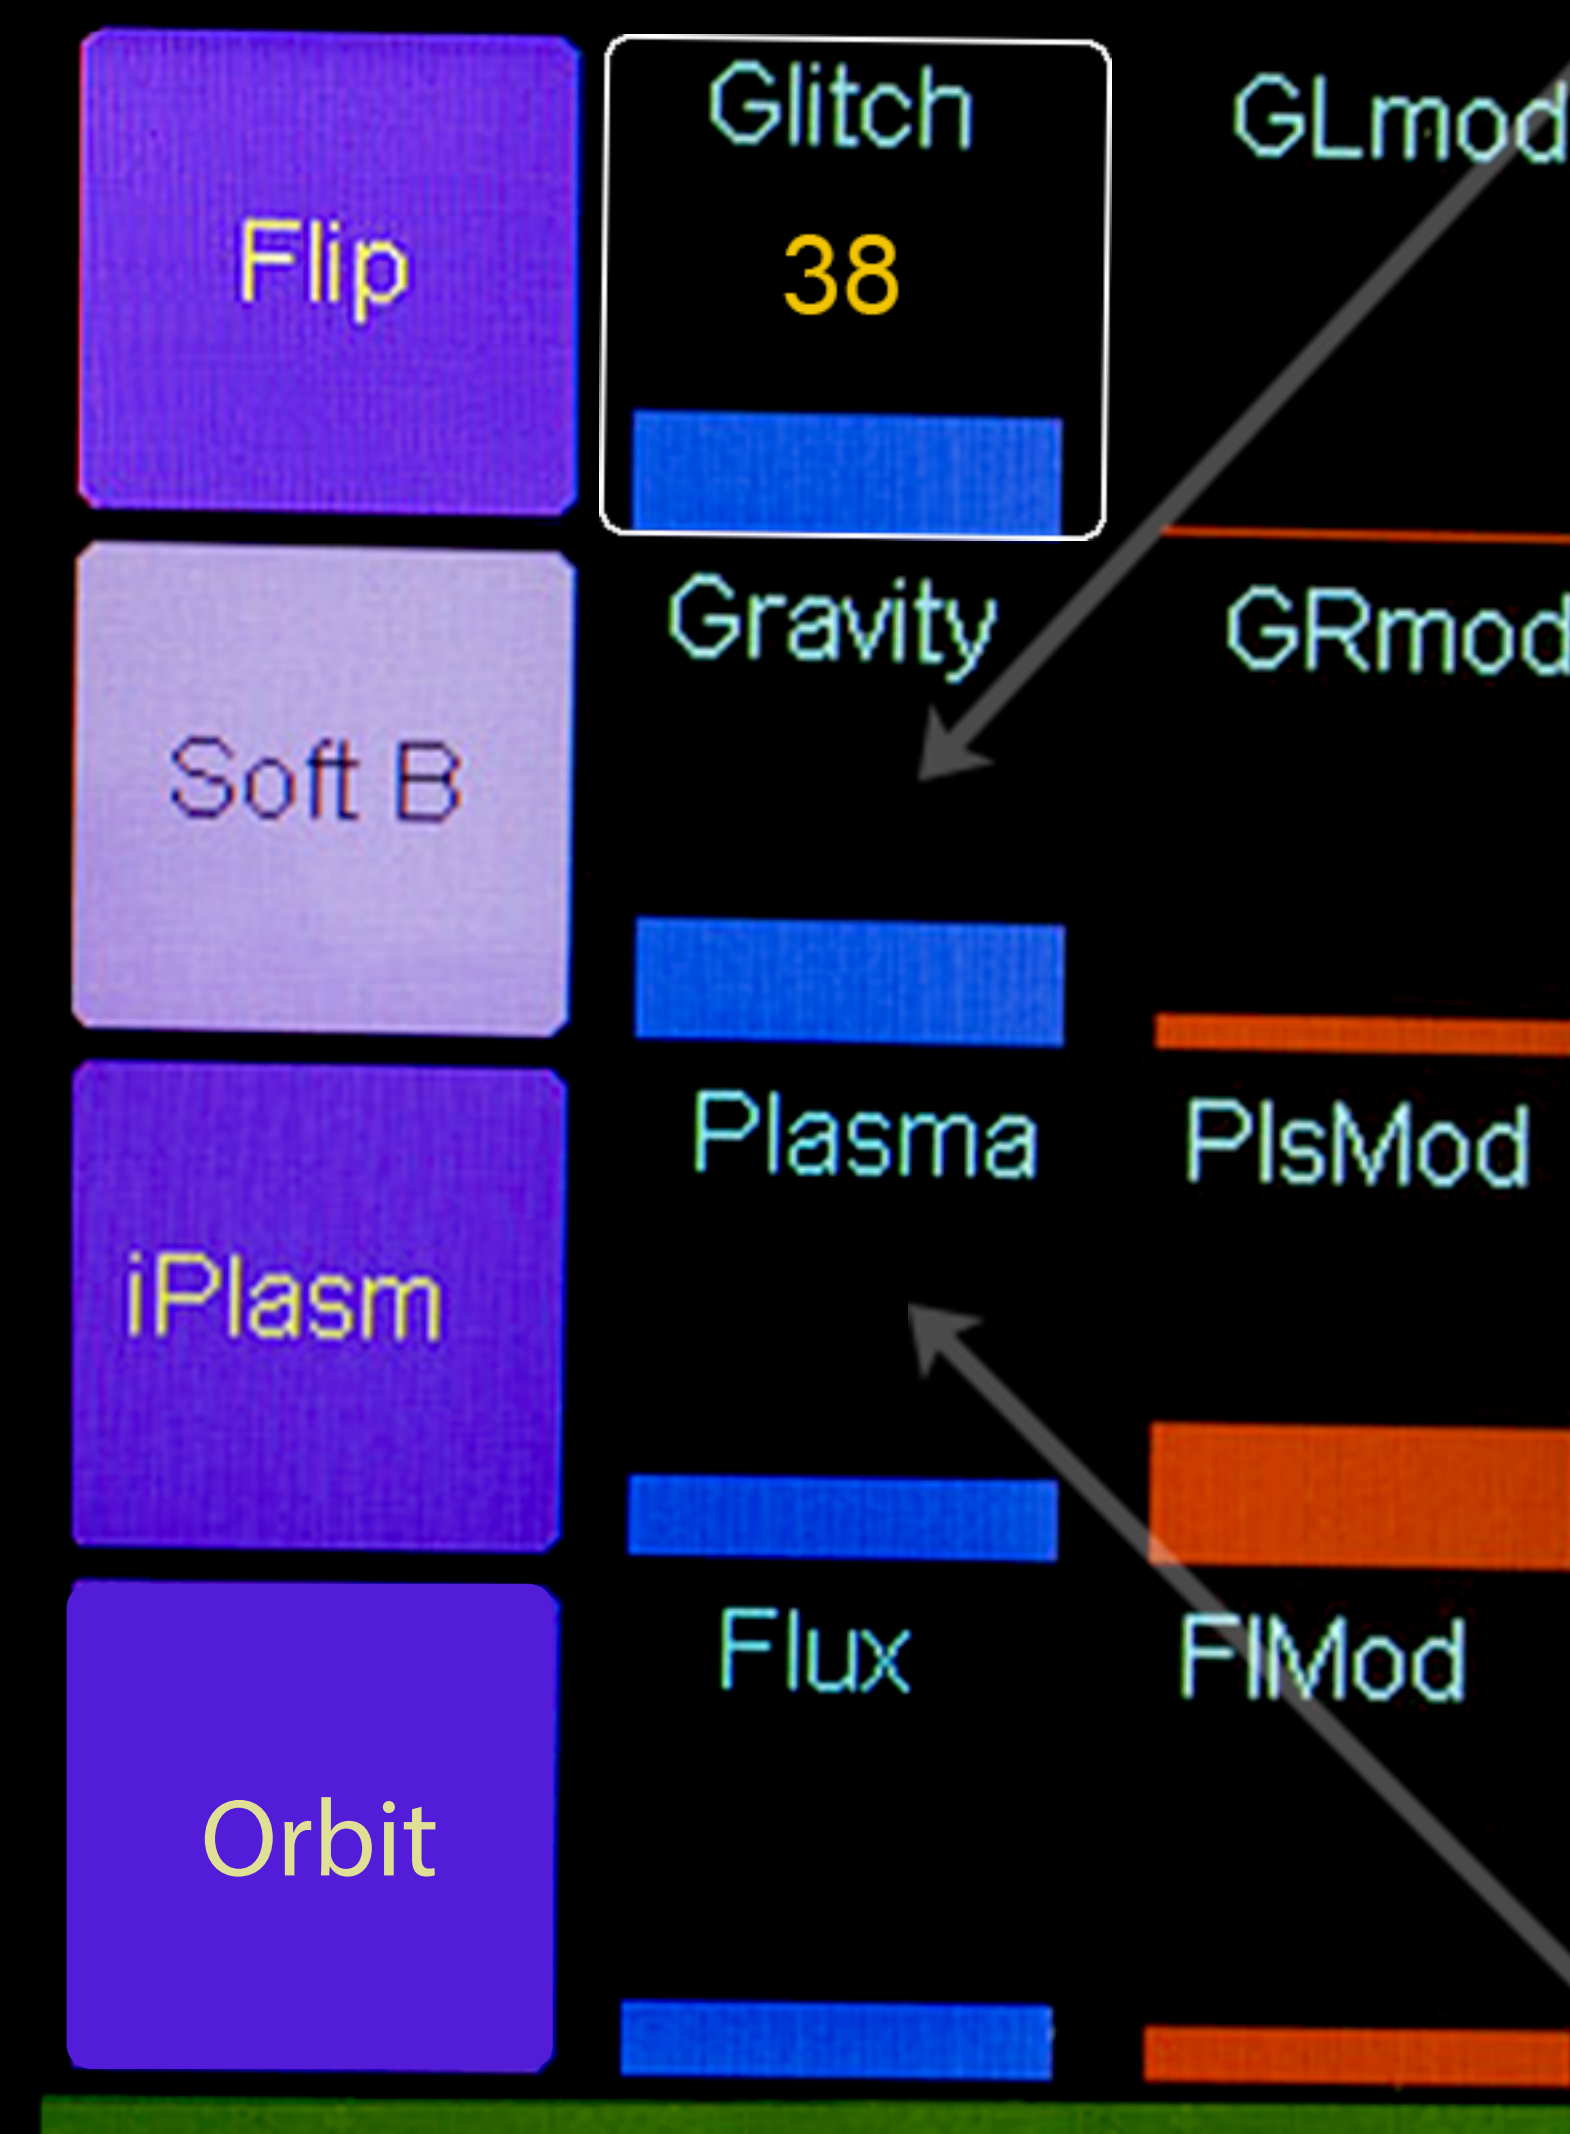 Glitch
GLmod
Flip
38
Gravity
GRmod
Soft B
Plasma
PlsMod
iPlasm
Flux
FlMod
Orbit